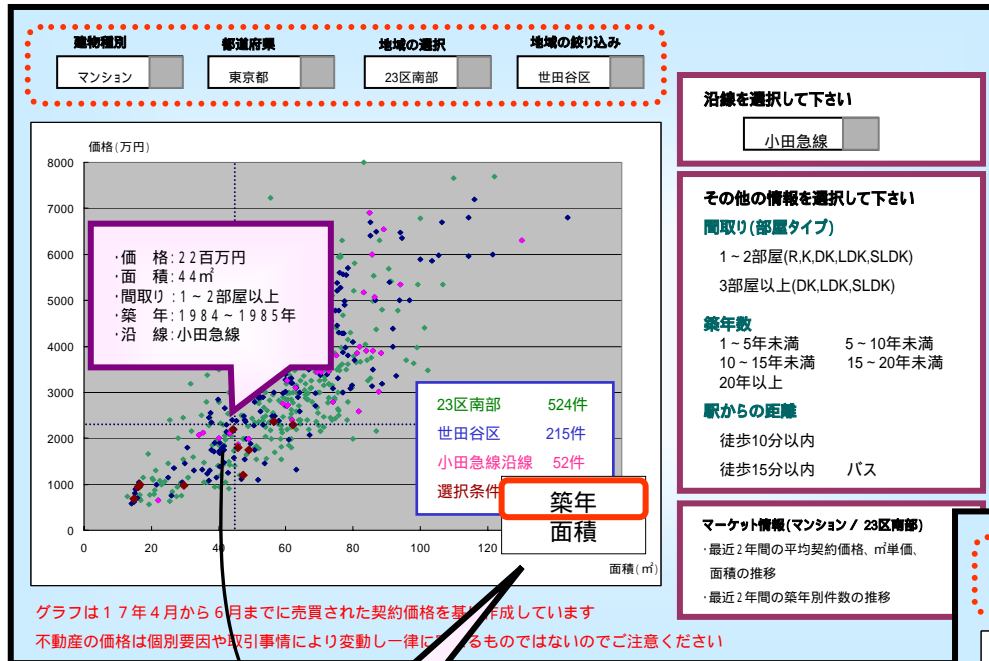 建物種別 都道府県 地域の選択 地域の絞り込み
マンション 東京都 23区南部 世田谷区
沿線を選択して下さい
小田急線
価格(万円)
8000
7000
6000
5000
4000
3000
2000
1000
0
0 20 40 60 80 100 120
面積(㎡)
・価 格:22百万円
・面 積:44㎡
・間取り:1~2部屋以上
・築 年:1984~1985年
・沿 線:小田急線
23区南部 524件
世田谷区 215件
小田急線沿線 52件
選択条件
築年
面積
その他の情報を選択して下さい
間取り(部屋タイプ)
1~2部屋(R,K,DK,LDK,SLDK)
3部屋以上(DK,LDK,SLDK)
築年数
1~5年未満 5~10年未満
10~15年未満 15~20年未満
20年以上
駅からの距離
徒歩10分以内
徒歩15分以内 バス
マーケット情報(マンション / 23区南部)
・最近2年間の平均契約価格、㎡単価、
面積の推移
・最近2年間の築年別件数の推移
グラフは17年4月から6月までに売買された契約価格を基に作成しています
不動産の価格は個別要因や取引事情により変動し一律に るものではないのでご注意ください